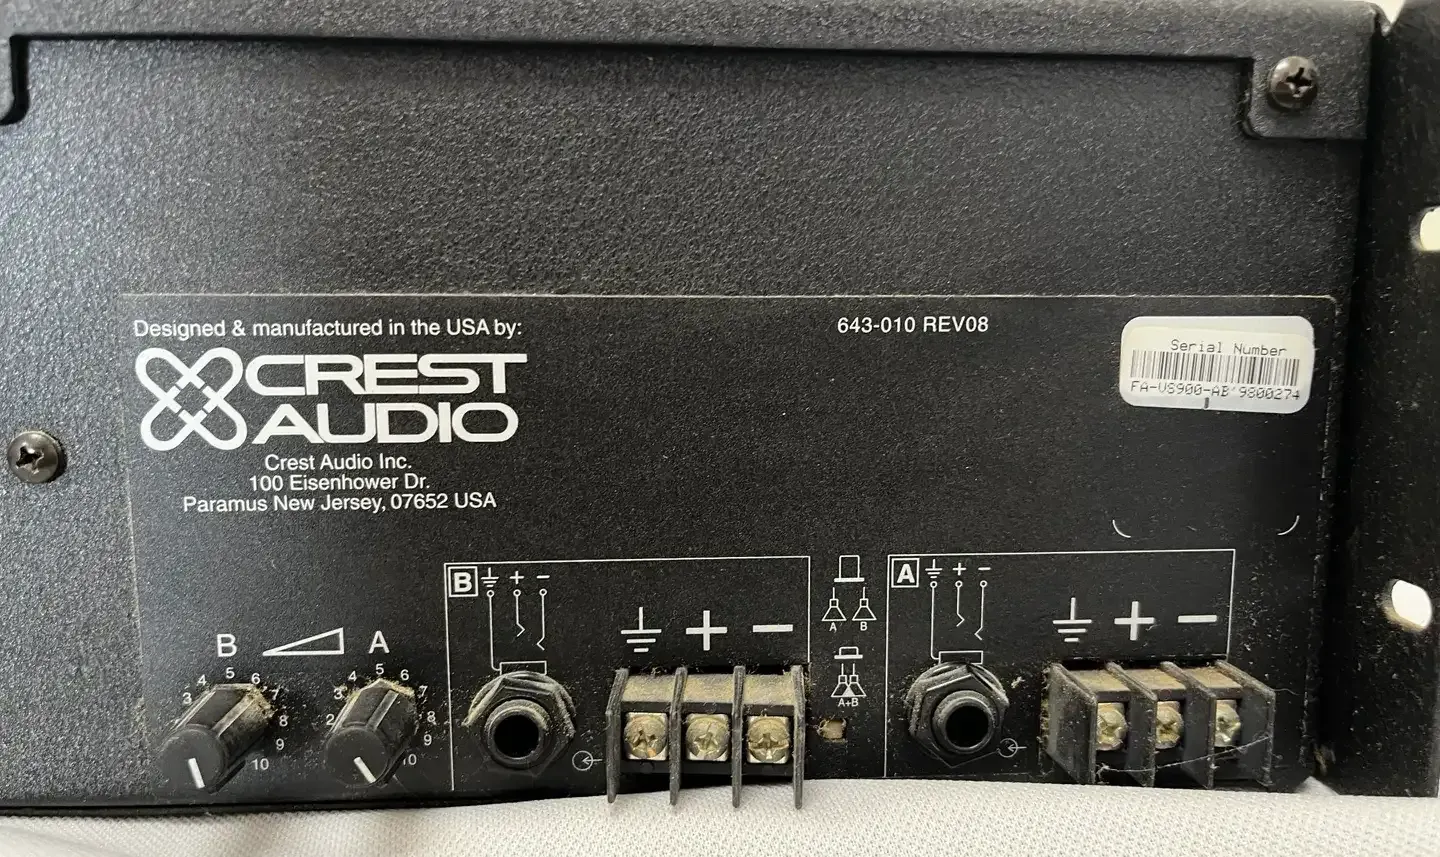 Designed & manufactured in the USA by:
CREST
AUDIO
Crest Audio Inc.
100 Eisenhower Dr.
Paramus New Jersey, 07652 USA
643-010 REV08
Serial Number
FA-VS900-AB 9800274
B + −
+ −
A B
A+B
A + −
+ −
B A
3 4 5 6 7 8 9 10
2 3 4 5 6 7 8 9 10